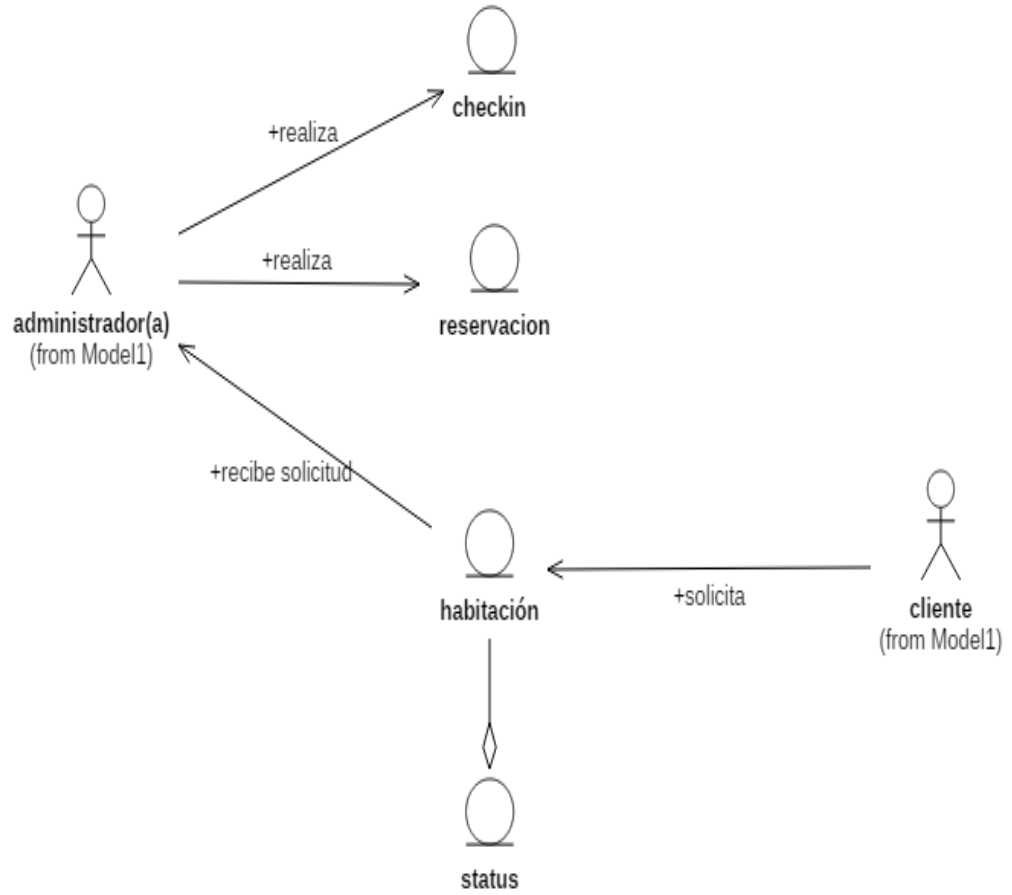 checkin
+realiza
+realiza
administrador(a)
(from Model1)
reservacion
+recibe solicitud
habitación
+solicita
cliente
(from Model1)
status